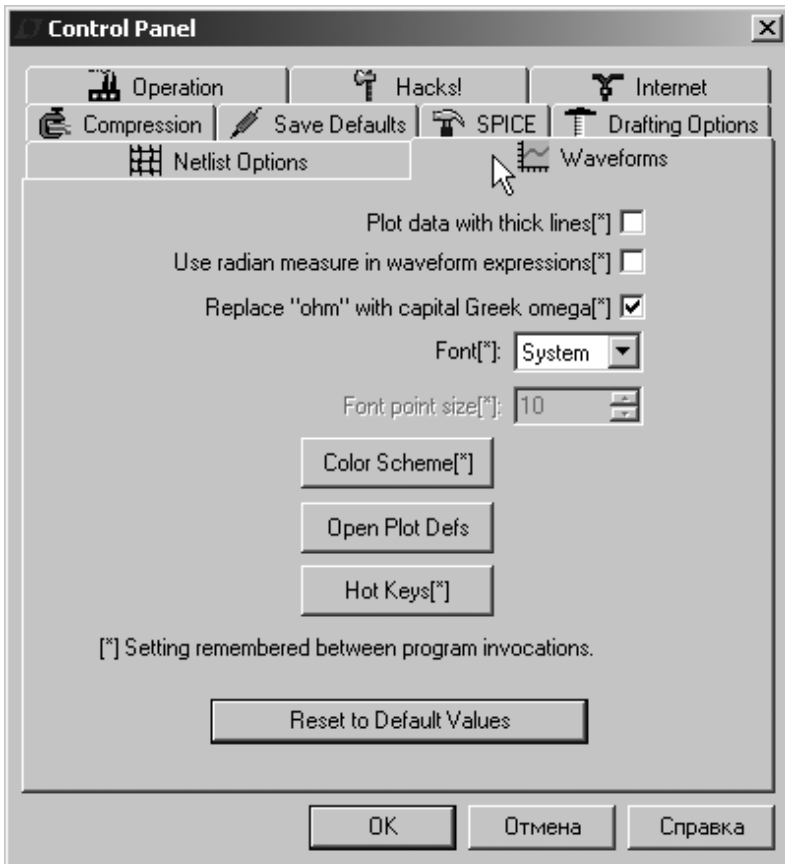 Control Panel
Operation Hacks! Internet
Compression Save Defaults SPICE Drafting Options
Netlist Options Waveforms
Plot data with thick lines[*]
Use radian measure in waveform expressions[*]
Replace "ohm" with capital Greek omega[*]
Font[*]: System
Font point size[*]: 10
Color Scheme[*]
Open Plot Defs
Hot Keys[*]
[*] Setting remembered between program invocations.
Reset to Default Values
OK Отмена Справка